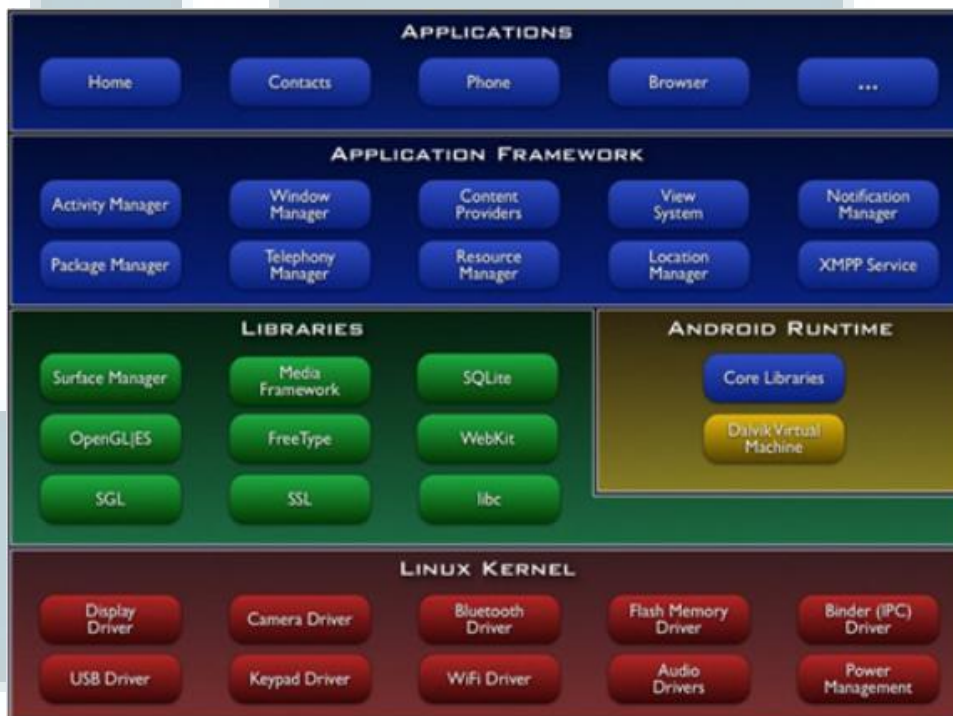 APPLICATIONS
Home
Contacts
Phone
Browser
...
APPLICATION FRAMEWORK
Activity Manager
Window
Manager
Content
Providers
View
System
Notification
Manager
Package Manager
Telephony
Manager
Resource
Manager
Location
Manager
XMPP Service
LIBRARIES
Surface Manager
Media
Framework
SQLite
OpenGL|ES
FreeType
WebKit
SGL
SSL
libc
ANDROID RUNTIME
Core Libraries
Dalvik Virtual
Machine
LINUX KERNEL
Display
Driver
Camera Driver
Bluetooth
Driver
Flash Memory
Driver
Binder (IPC)
Driver
USB Driver
Keypad Driver
WiFi Driver
Audio
Drivers
Power
Management